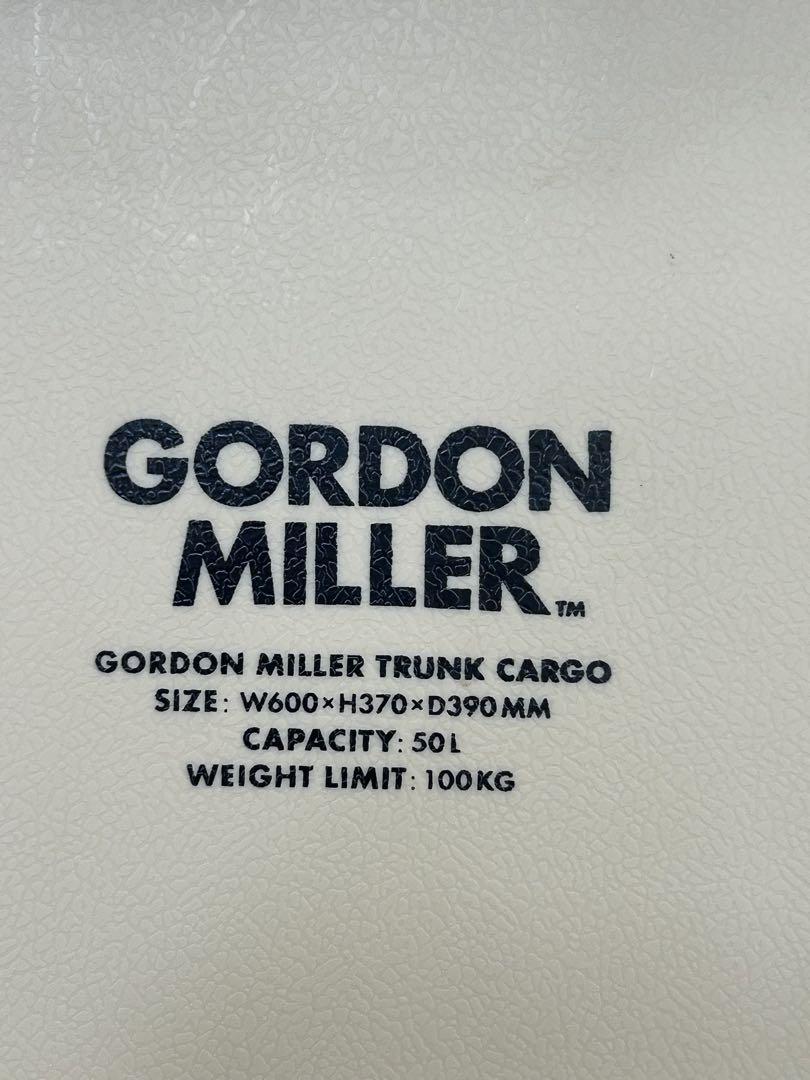 GORDON
MILLER™
GORDON MILLER TRUNK CARGO
SIZE: W600×H370×D390MM
CAPACITY: 50L
WEIGHT LIMIT: 100KG